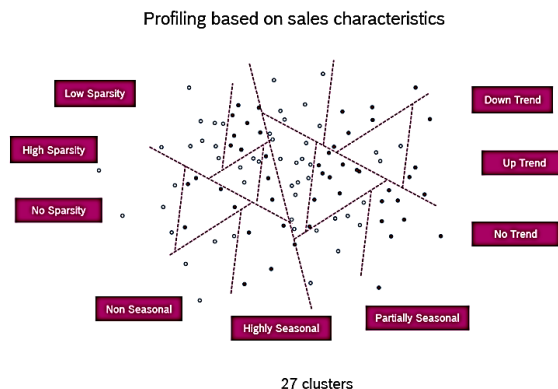 Profiling based on sales characteristics
Low Sparsity
Down Trend
High Sparsity
Up Trend
No Sparsity
No Trend
Non Seasonal
Highly Seasonal
Partially Seasonal
27 clusters